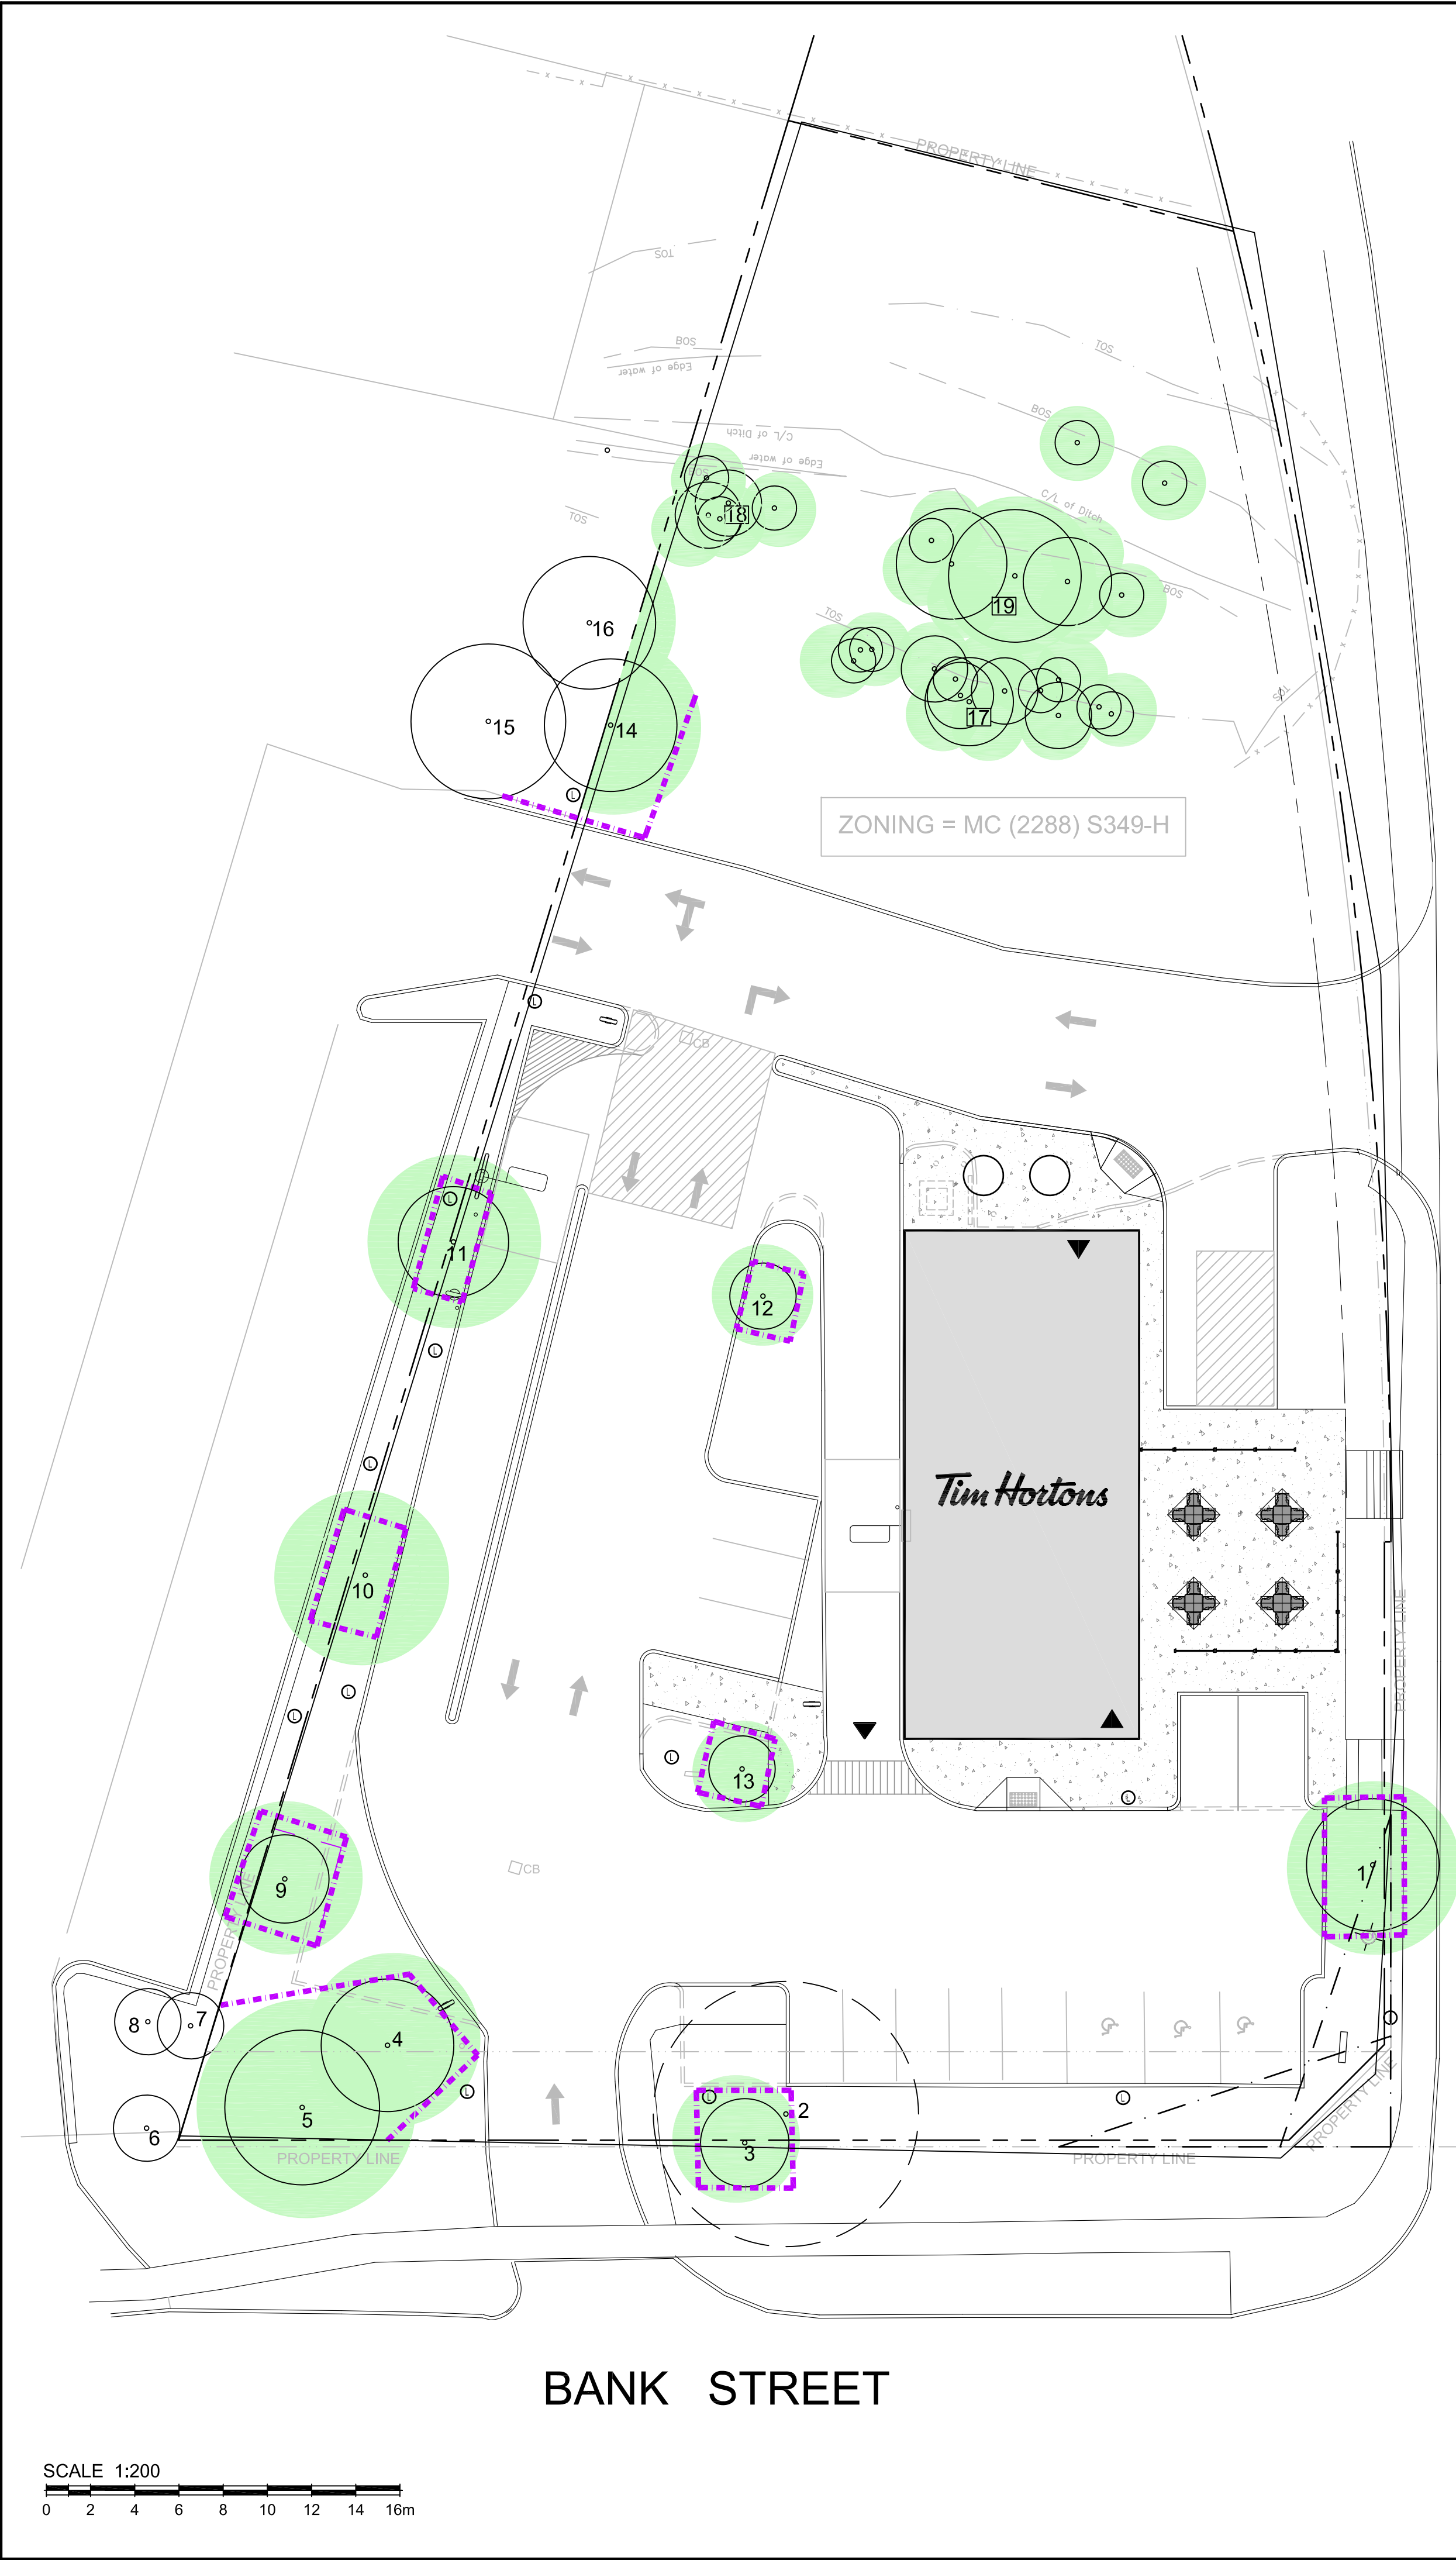 PROPERTY LINE
TOS
BOS
Edge of water
TOS
BOS
C/L of Ditch
Edge of water
BOS
C/L of Ditch
TOS
18
19
BOS
TOS
16
15
14
17
TOS
ZONING = MC (2288) S349-H
CB
L
L
L
11
12
L
L
Tim Hortons
10
L
L
L
13
L
CB
1
9
PROPERTY LINE
PROPERTY LINE
8
7
4
L
L
L
L
2
5
6
3
PROPERTY LINE
PROPERTY LINE
PROPERTY LINE
BANK STREET
SCALE 1:200
0 2 4 6 8 10 12 14 16m